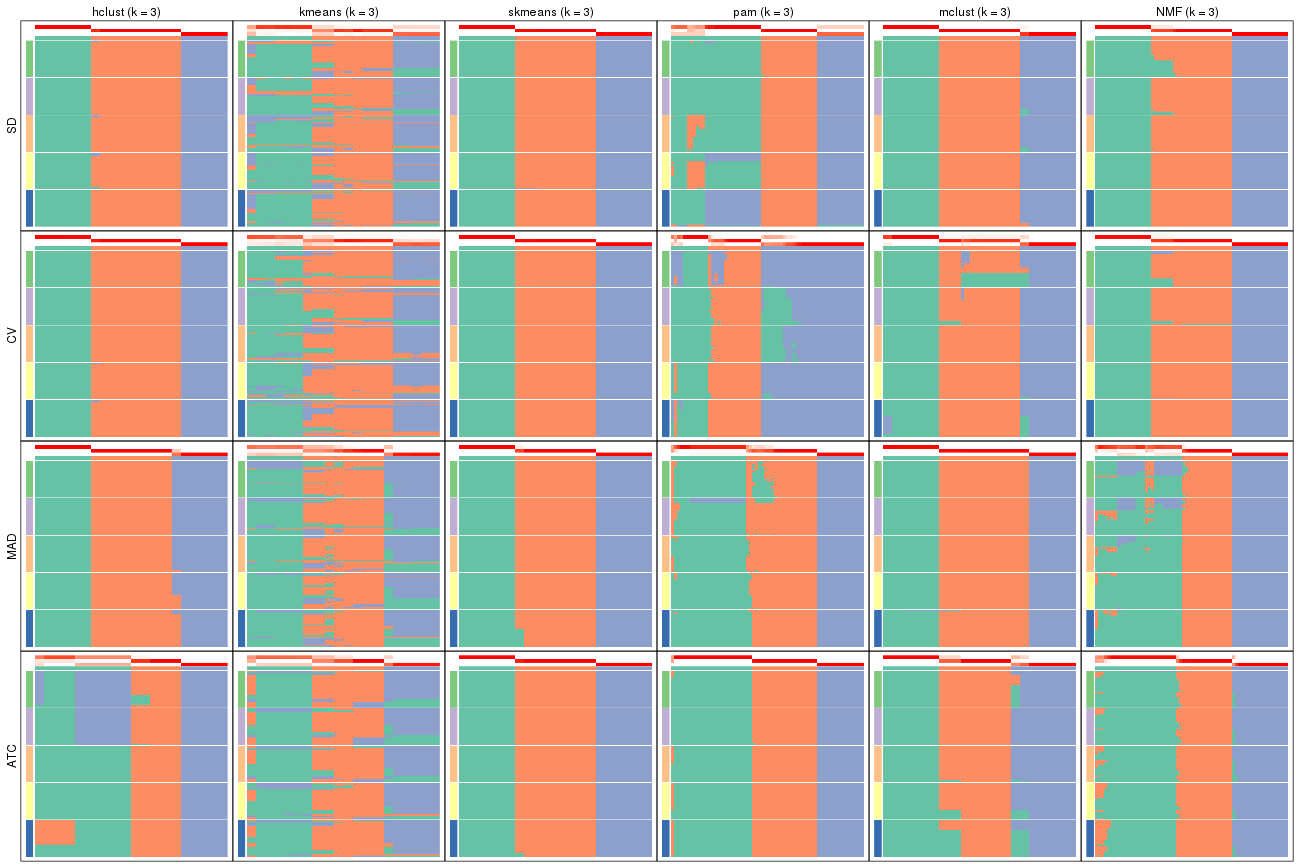 hclust (k = 3)
kmeans (k = 3)
skmeans (k = 3)
pam (k = 3)
mclust (k = 3)
NMF (k = 3)
SD
CV
MAD
ATC